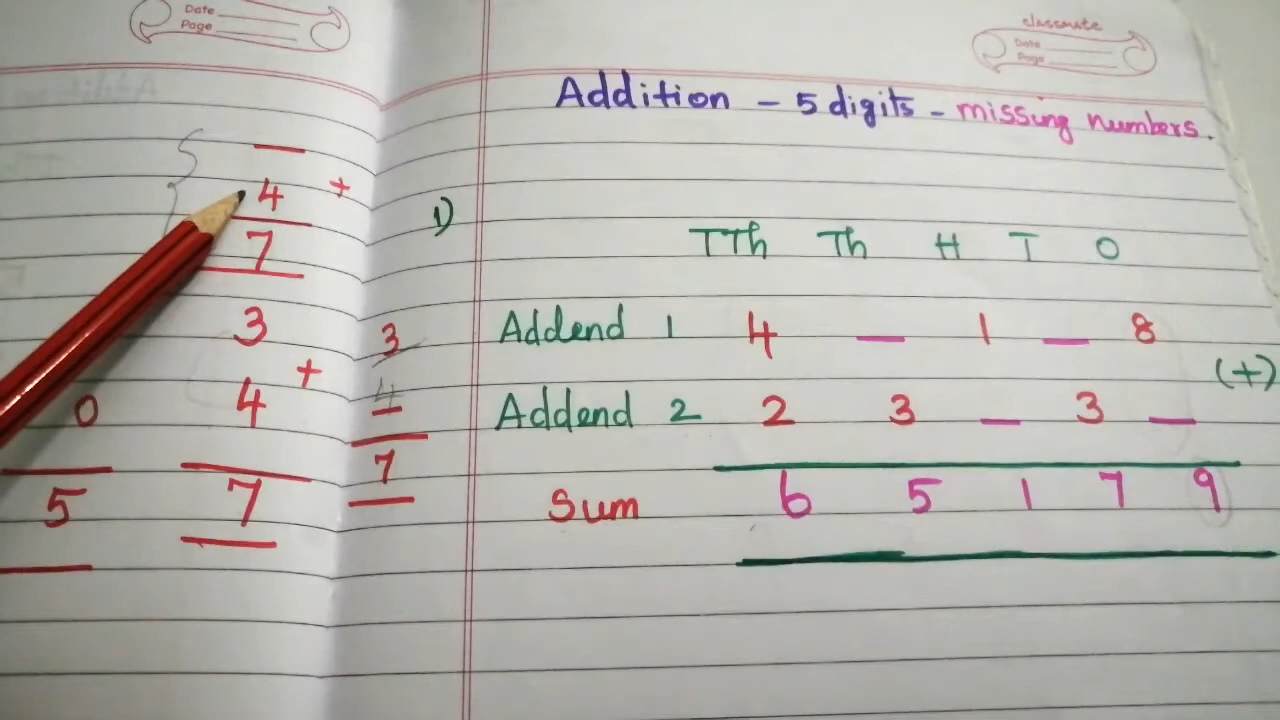 Date
Page
classmate
Date
Page
Addition - 5 digits - missing numbers.
_
4 +
7
3 3
0 4 + 4
5 7 7
1)
TTh Th H T O
Addend 1 4 _ 1 _ 8
(+)
Addend 2 2 3 _ 3 _
Sum 6 5 1 7 9